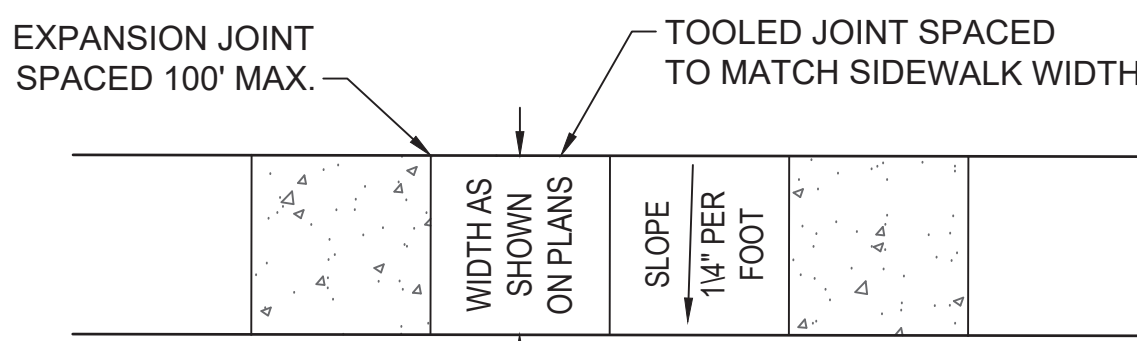 EXPANSION JOINT
SPACED 100' MAX.
TOOLED JOINT SPACED
TO MATCH SIDEWALK WIDTH
WIDTH AS
SHOWN
ON PLANS
SLOPE
1\4" PER
FOOT